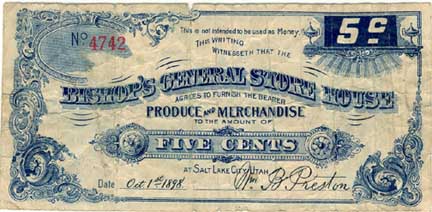 No 4742
This is not intended to be used as Money.
5¢
THIS WRITING
WITNESSETH THAT THE
BISHOP'S GENERAL STORE HOUSE
AGREES TO FURNISH THE BEARER
PRODUCE AND MERCHANDISE
TO THE AMOUNT OF
FIVE CENTS
AT SALT LAKE CITY, UTAH.
Date Oct. 1st 1898 Wm. B. Preston